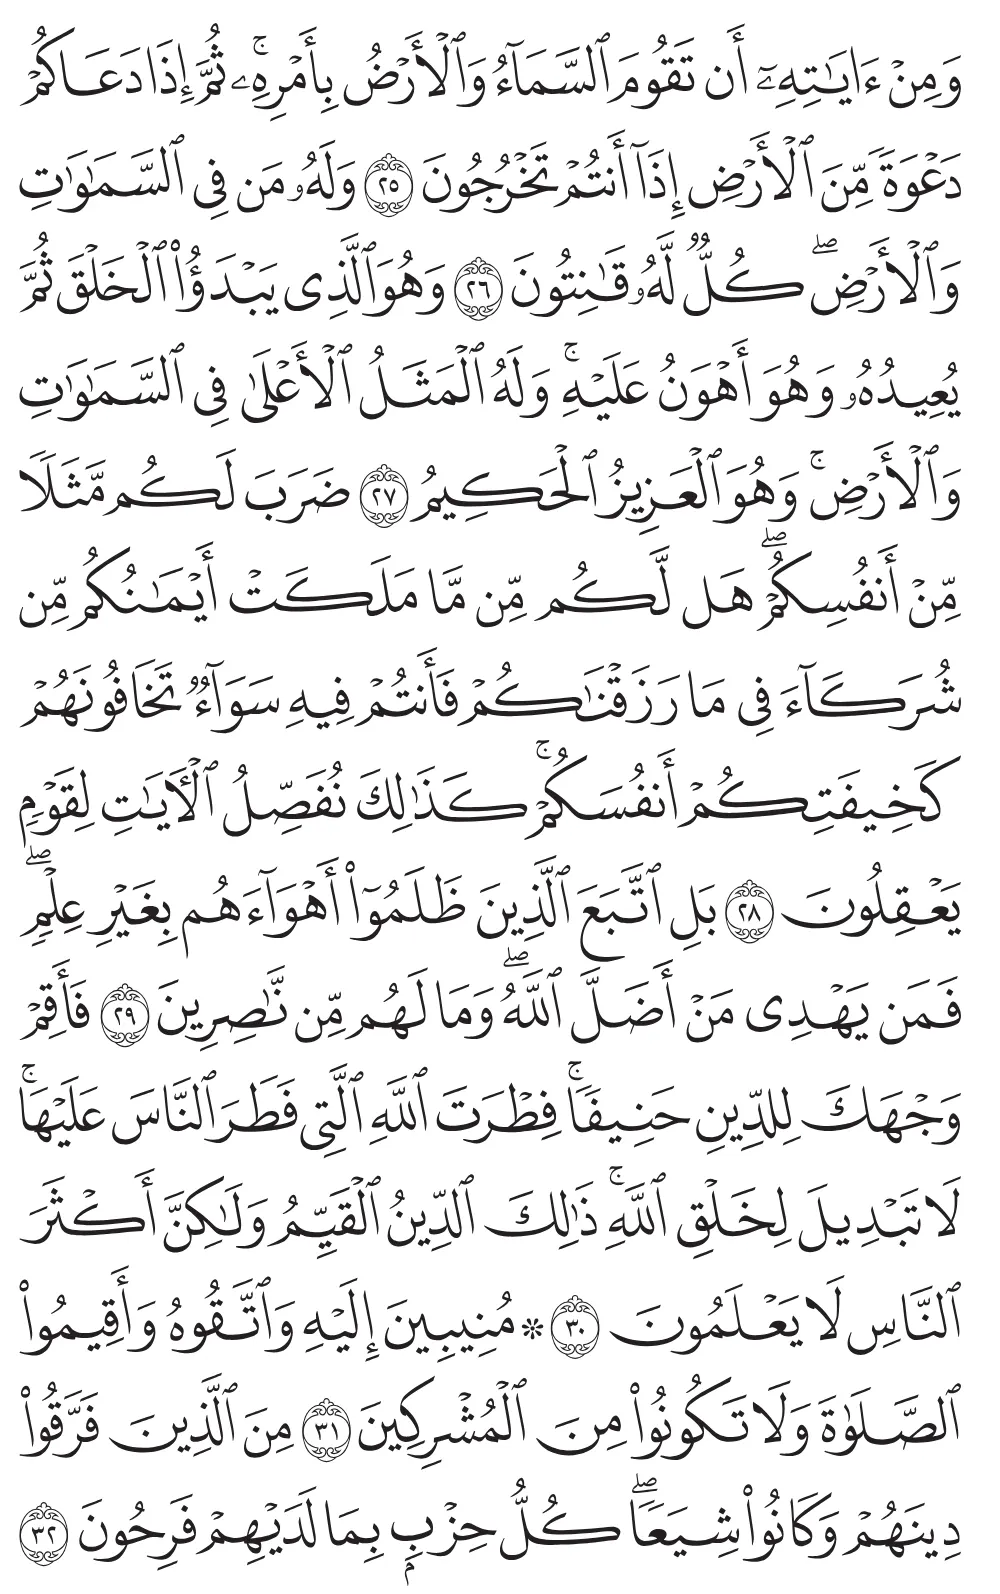 وَمِنْ ءَايَـٰتِهِۦٓ أَن تَقُومَ ٱلسَّمَآءُ وَٱلْأَرْضُ بِأَمْرِهِۦ ۚ ثُمَّ إِذَا دَعَاكُمْ
دَعْوَةً مِّنَ ٱلْأَرْضِ إِذَآ أَنتُمْ تَخْرُجُونَ ٢٥ وَلَهُۥ مَن فِى ٱلسَّمَـٰوَٰتِ
وَٱلْأَرْضِ ۖ كُلٌّ لَّهُۥ قَـٰنِتُونَ ٢٦ وَهُوَ ٱلَّذِى يَبْدَؤُا۟ ٱلْخَلْقَ ثُمَّ
يُعِيدُهُۥ وَهُوَ أَهْوَنُ عَلَيْهِ ۚ وَلَهُ ٱلْمَثَلُ ٱلْأَعْلَىٰ فِى ٱلسَّمَـٰوَٰتِ
وَٱلْأَرْضِ ۚ وَهُوَ ٱلْعَزِيزُ ٱلْحَكِيمُ ٢٧ ضَرَبَ لَكُم مَّثَلًا
مِّنْ أَنفُسِكُمْ ۖ هَل لَّكُم مِّن مَّا مَلَكَتْ أَيْمَـٰنُكُم مِّن
شُرَكَآءَ فِى مَا رَزَقْنَـٰكُمْ فَأَنتُمْ فِيهِ سَوَآءٌ تَخَافُونَهُمْ
كَخِيفَتِكُمْ أَنفُسَكُمْ ۚ كَذَٰلِكَ نُفَصِّلُ ٱلْـَٔايَـٰتِ لِقَوْمٍ
يَعْقِلُونَ ٢٨ بَلِ ٱتَّبَعَ ٱلَّذِينَ ظَلَمُوٓا۟ أَهْوَآءَهُم بِغَيْرِ عِلْمٍ ۖ
فَمَن يَهْدِى مَنْ أَضَلَّ ٱللَّهُ ۖ وَمَا لَهُم مِّن نَّـٰصِرِينَ ٢٩ فَأَقِمْ
وَجْهَكَ لِلدِّينِ حَنِيفًا ۚ فِطْرَتَ ٱللَّهِ ٱلَّتِى فَطَرَ ٱلنَّاسَ عَلَيْهَا ۚ
لَا تَبْدِيلَ لِخَلْقِ ٱللَّهِ ۚ ذَٰلِكَ ٱلدِّينُ ٱلْقَيِّمُ وَلَـٰكِنَّ أَكْثَرَ
ٱلنَّاسِ لَا يَعْلَمُونَ ٣٠ * مُنِيبِينَ إِلَيْهِ وَٱتَّقُوهُ وَأَقِيمُوا۟
ٱلصَّلَوٰةَ وَلَا تَكُونُوا۟ مِنَ ٱلْمُشْرِكِينَ ٣١ مِنَ ٱلَّذِينَ فَرَّقُوا۟
دِينَهُمْ وَكَانُوا۟ شِيَعًا ۖ كُلُّ حِزْبٍۭ بِمَا لَدَيْهِمْ فَرِحُونَ ٣٢